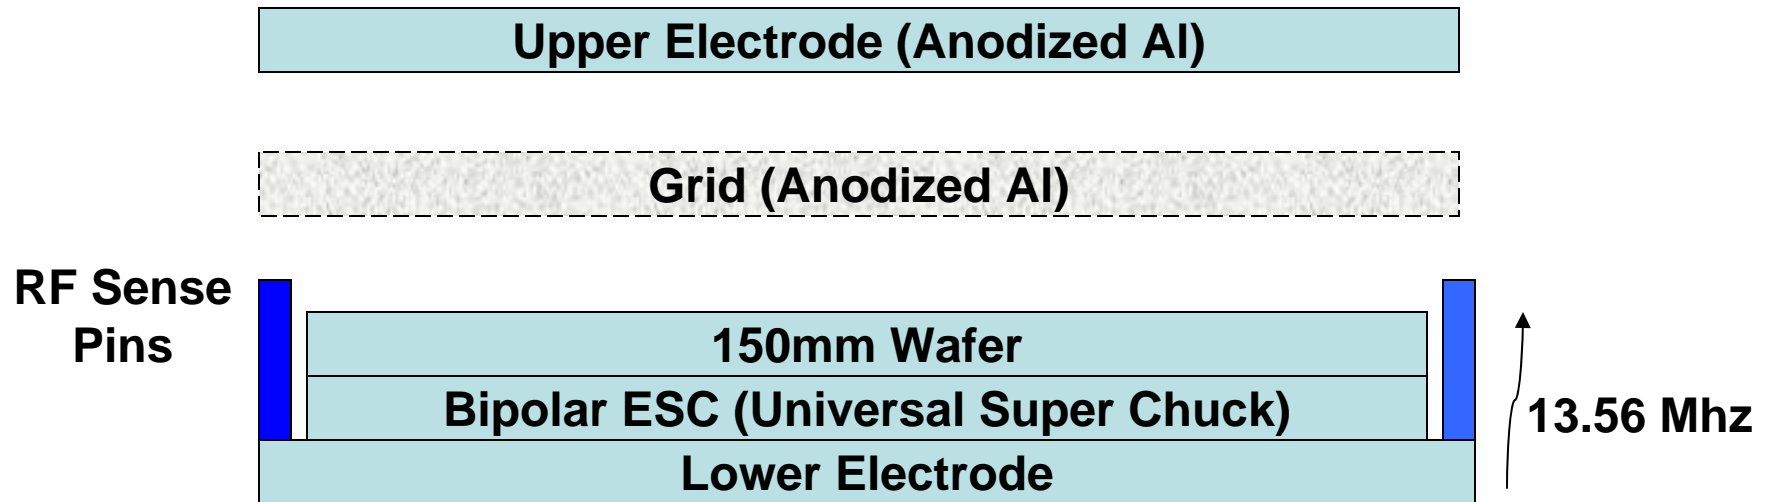 Upper Electrode (Anodized Al)
Grid (Anodized Al)
RF Sense
Pins
150mm Wafer
Bipolar ESC (Universal Super Chuck)
13.56 Mhz
Lower Electrode